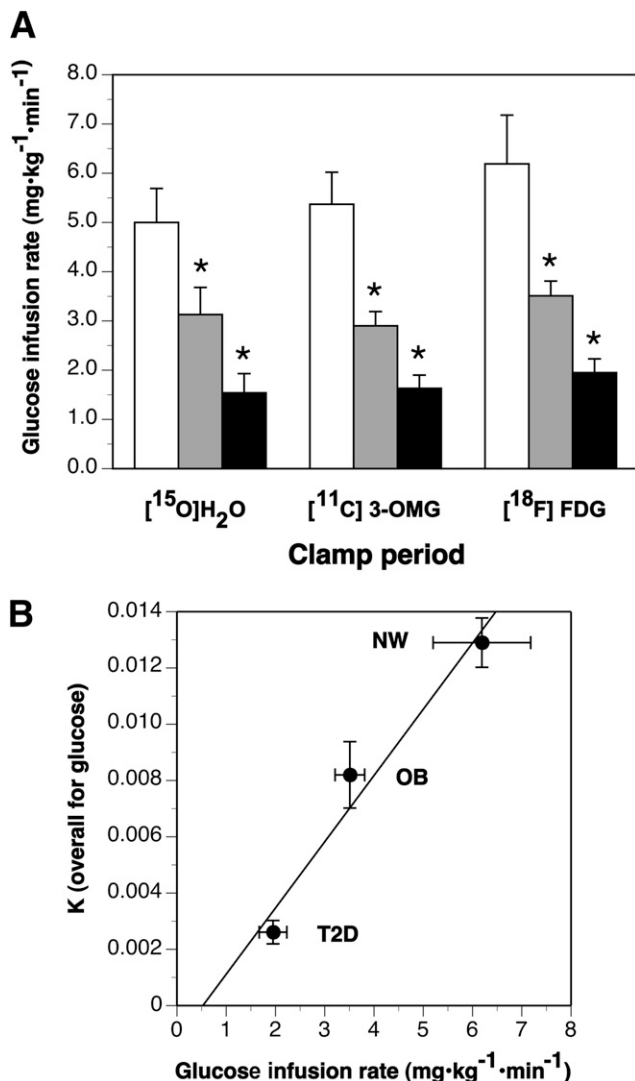 A
Glucose infusion rate (mg·kg⁻¹·min⁻¹)
8.0
7.0
6.0
5.0
4.0
3.0
2.0
1.0
0.0
* * * * * *
[¹⁵O]H₂O [¹¹C] 3-OMG [¹⁸F] FDG
Clamp period
B
K (overall for glucose)
0.014
0.012
0.010
0.008
0.006
0.004
0.002
0
NW
OB
T2D
0 1 2 3 4 5 6 7 8
Glucose infusion rate (mg·kg⁻¹·min⁻¹)